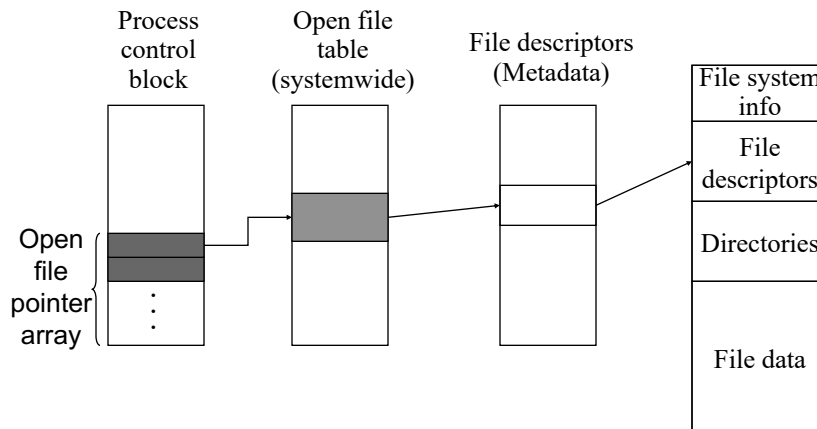 Process
control
block
Open file
table
(systemwide)
File descriptors
(Metadata)
File system
info
File
descriptors
Directories
File data
Open
file
pointer
array